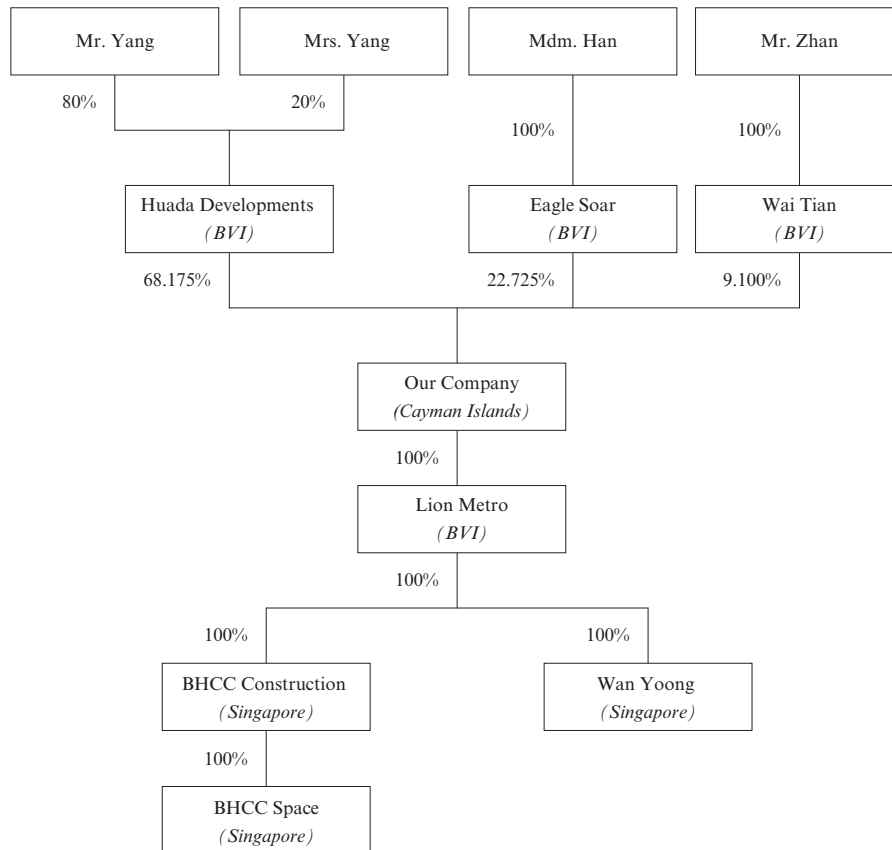 Mr. Yang
Mrs. Yang
Mdm. Han
Mr. Zhan
80%
20%
100%
100%
Huada Developments
(BVI)
Eagle Soar
(BVI)
Wai Tian
(BVI)
68.175%
22.725%
9.100%
Our Company
(Cayman Islands)
100%
Lion Metro
(BVI)
100%
100%
100%
BHCC Construction
(Singapore)
Wan Yoong
(Singapore)
100%
BHCC Space
(Singapore)